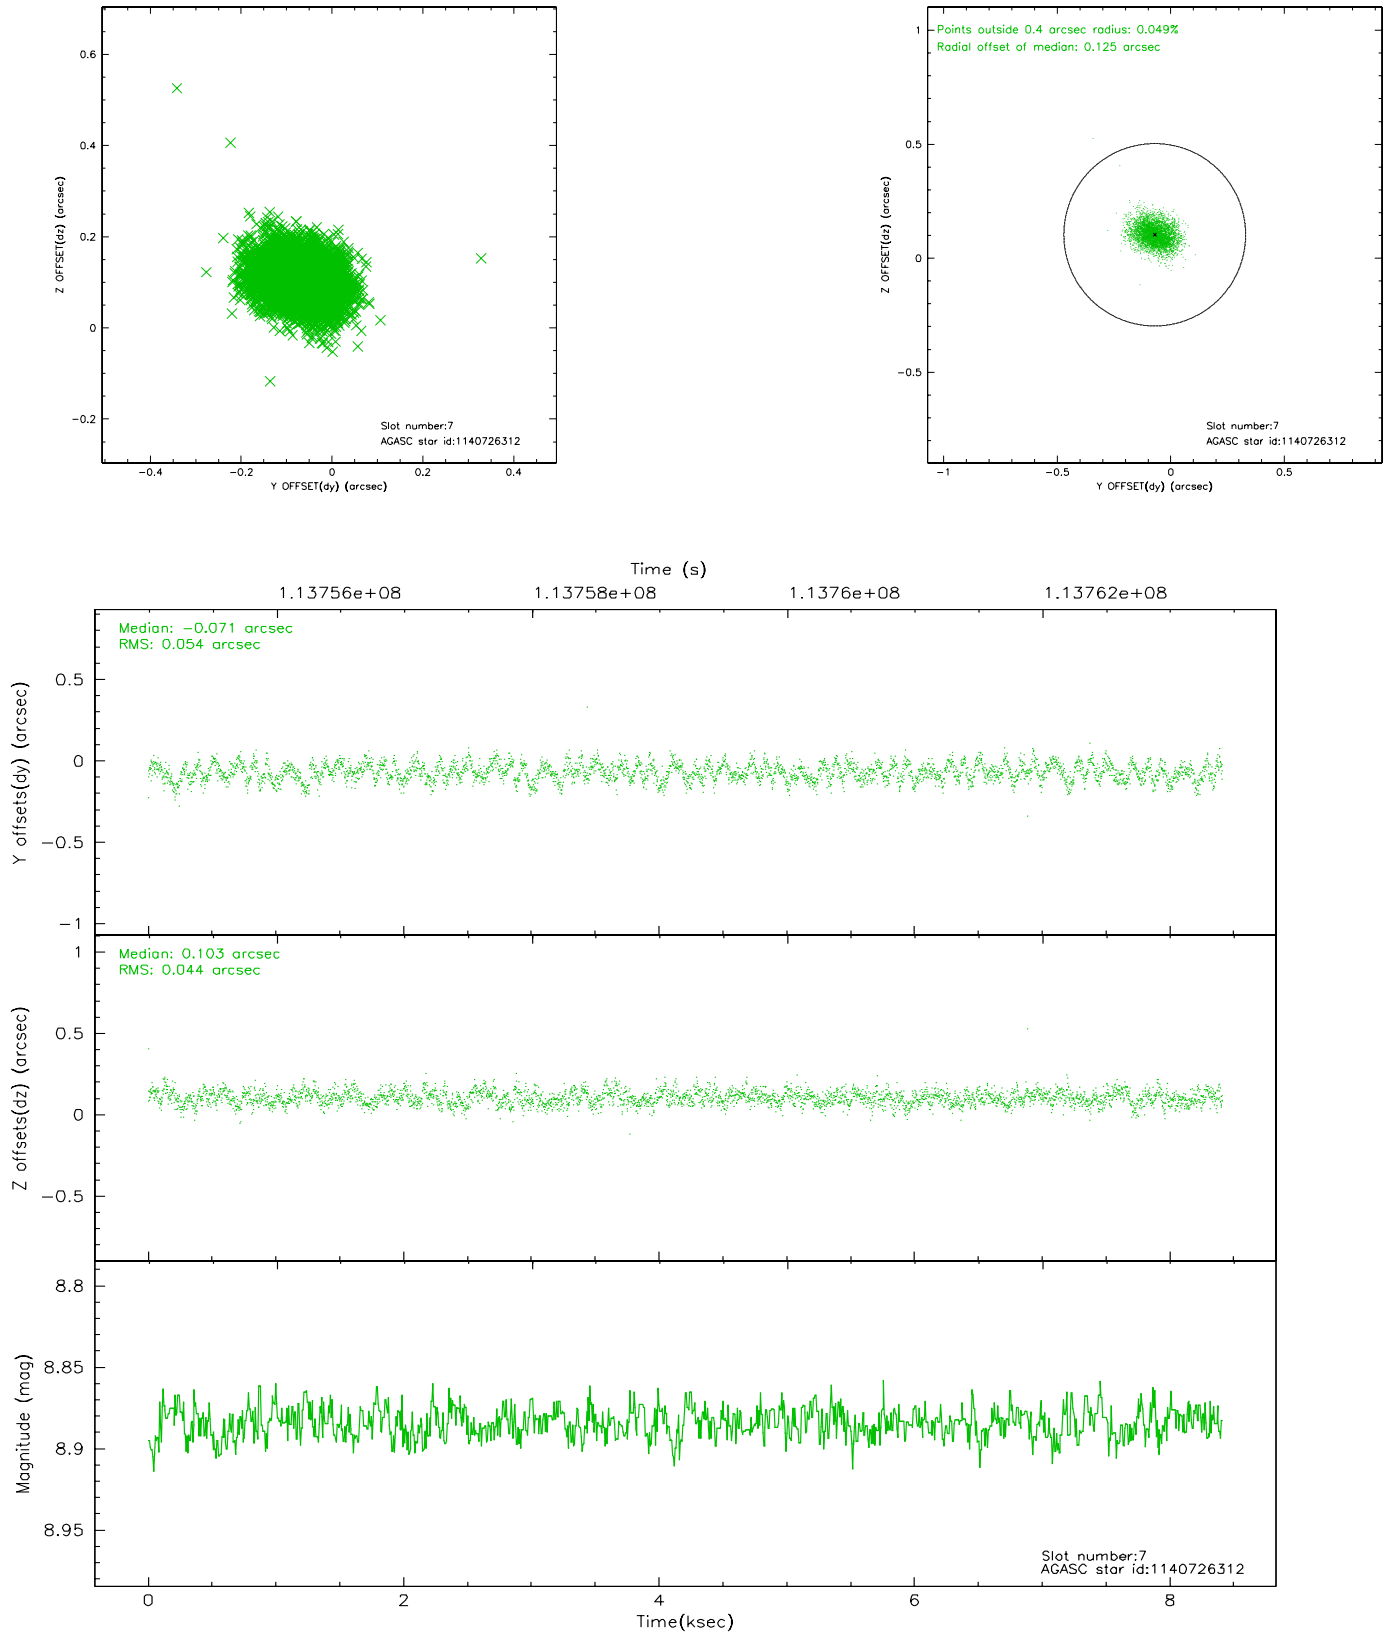 0.6
0.4
0.2
0
−0.2
Z OFFSET(dz) (arcsec)
−0.4
−0.2
0
0.2
0.4
Y OFFSET(dy) (arcsec)
Slot number:7
AGASC star id:1140726312
Points outside 0.4 arcsec radius: 0.049%
Radial offset of median: 0.125 arcsec
1
0.5
0
−0.5
Z OFFSET(dz) (arcsec)
−1
−0.5
0
0.5
Y OFFSET(dy) (arcsec)
Slot number:7
AGASC star id:1140726312
Time (s)
1.13756e+08
1.13758e+08
1.1376e+08
1.13762e+08
Median: −0.071 arcsec
RMS: 0.054 arcsec
0.5
0
−0.5
−1
Y offsets(dy) (arcsec)
Median: 0.103 arcsec
RMS: 0.044 arcsec
1
0.5
0
−0.5
Z offsets(dz) (arcsec)
8.8
8.85
8.9
8.95
Magnitude (mag)
Slot number:7
AGASC star id:1140726312
0
2
4
6
8
Time(ksec)